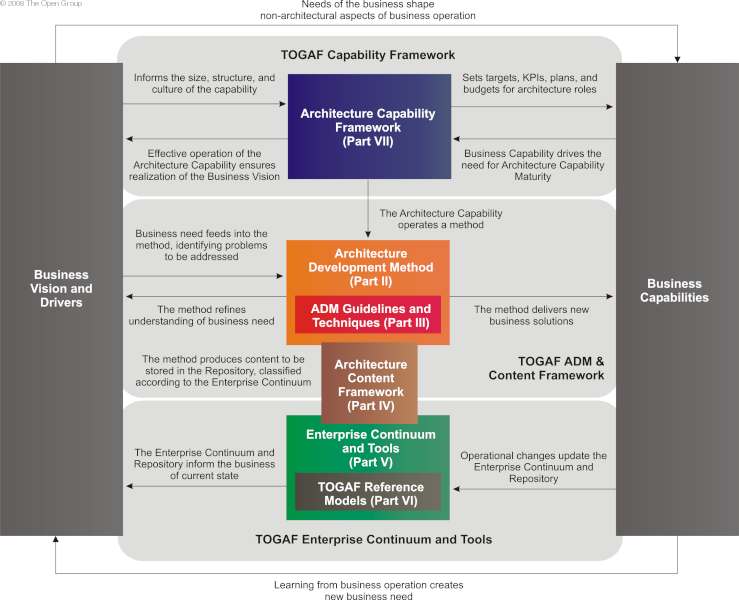 © 2008 The Open Group
Needs of the business shape
non-architectural aspects of business operation
TOGAF Capability Framework
Informs the size, structure, and
culture of the capability
Sets targets, KPIs, plans, and
budgets for architecture roles
Architecture Capability
Framework
(Part VII)
Effective operation of the
Architecture Capability ensures
realization of the Business Vision
Business Capability drives the
need for Architecture Capability
Maturity
The Architecture Capability
operates a method
Business need feeds into the
method, identifying problems
to be addressed
Architecture
Development Method
(Part II)
Business
Vision and
Drivers
Business
Capabilities
ADM Guidelines and
Techniques (Part III)
The method refines
understanding of business need
The method delivers new
business solutions
The method produces content to be
stored in the Repository, classified
according to the Enterprise Continuum
Architecture
Content
Framework
(Part IV)
TOGAF ADM &
Content Framework
Enterprise Continuum
and Tools
(Part V)
The Enterprise Continuum and
Repository inform the business
of current state
Operational changes update the
Enterprise Continuum and
Repository
TOGAF Reference
Models (Part VI)
TOGAF Enterprise Continuum and Tools
Learning from business operation creates
new business need